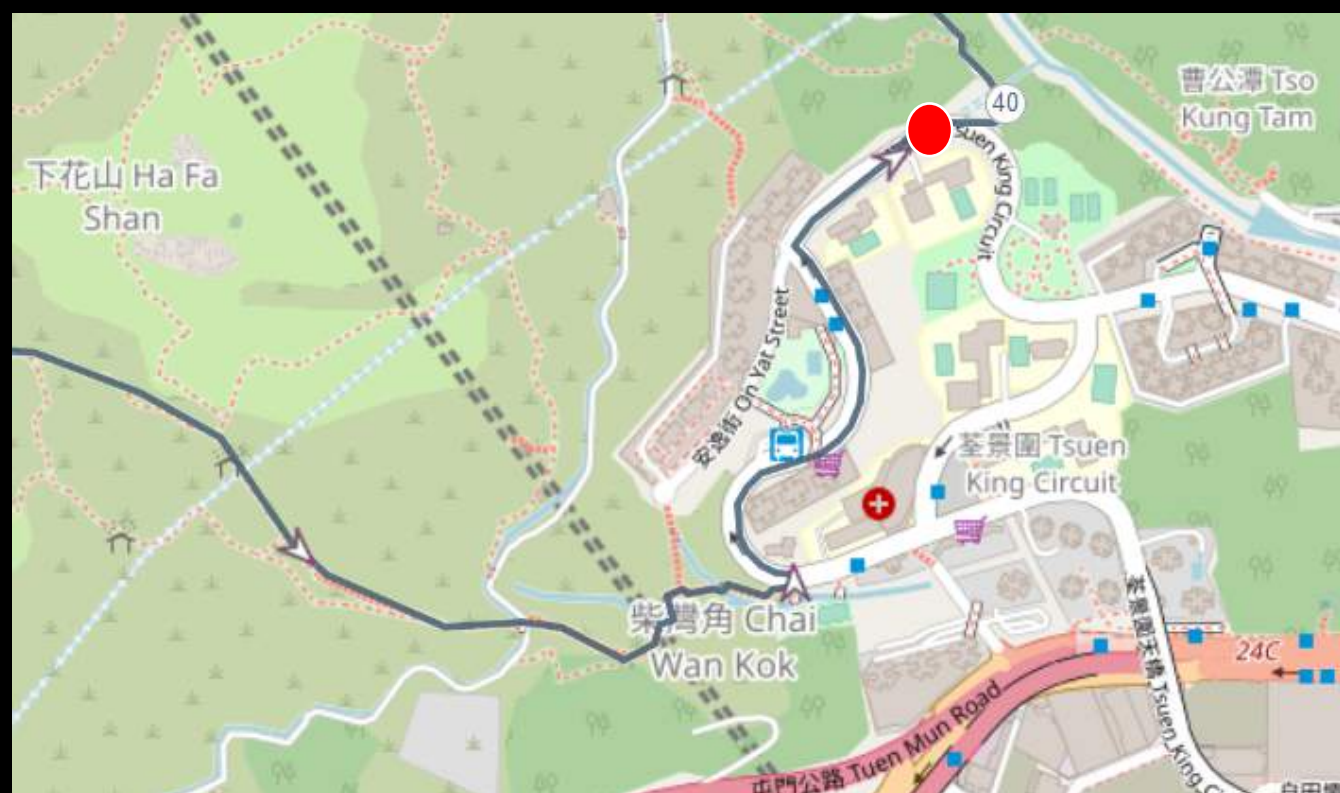 40
曹公潭 Tso
Kung Tam
下花山 Ha Fa
Shan
Tsuen King Circuit
安逸街 On Yat Street
荃景圍 Tsuen
King Circuit
柴灣角 Chai
Wan Kok
荃景圍天橋 Tsuen King
24C
屯門公路 Tuen Mun Road